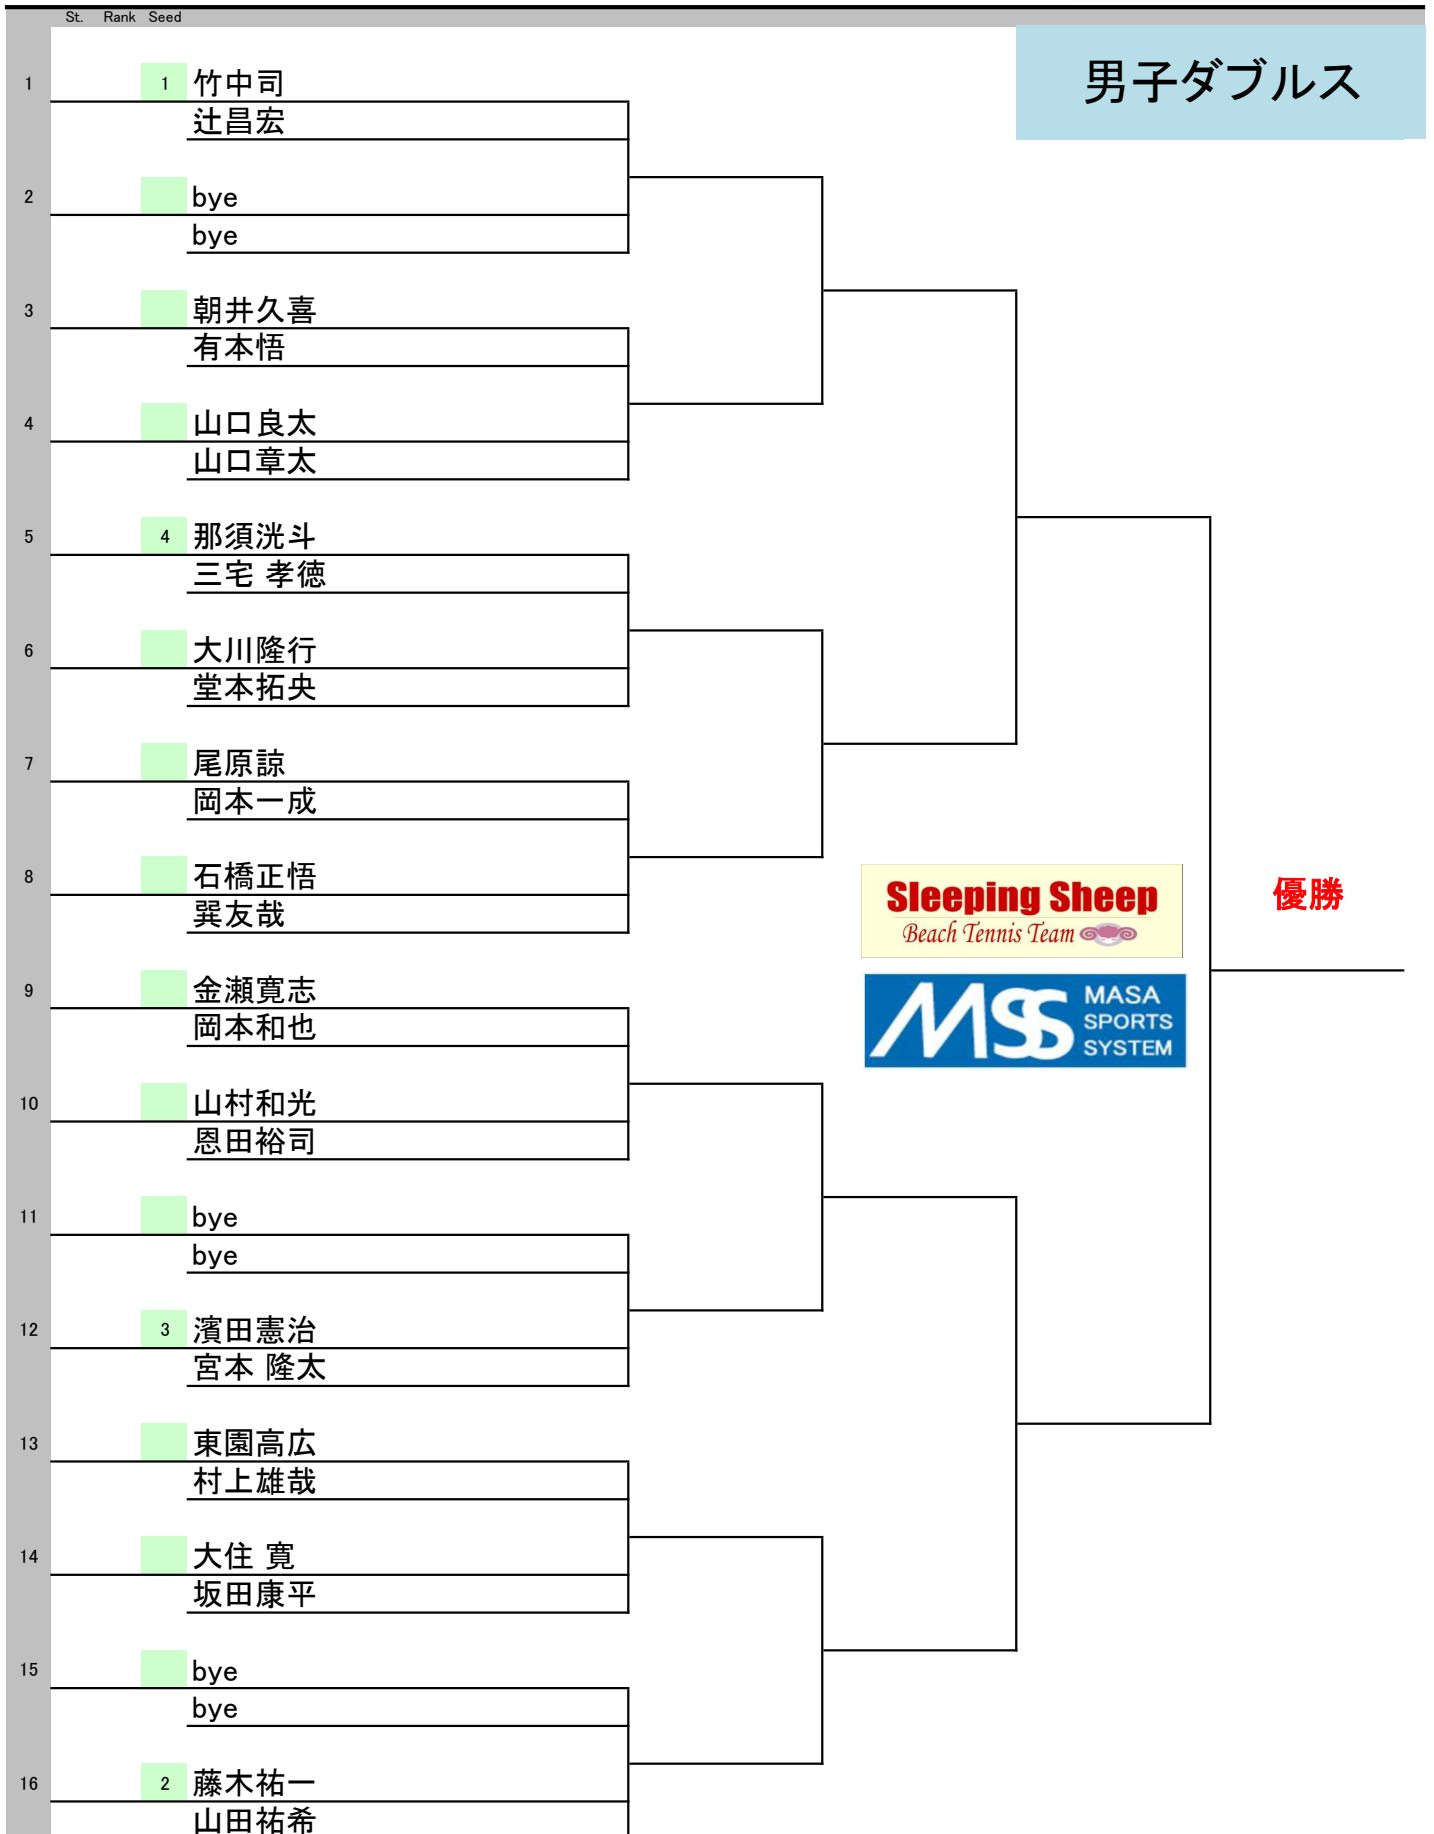 St. Rank Seed
男子ダブルス
1 1 竹中司
辻昌宏
2 bye
bye
3 朝井久喜
有本悟
4 山口良太
山口章太
5 4 那須洸斗
三宅 孝徳
6 大川隆行
堂本拓央
7 尾原諒
岡本一成
8 石橋正悟
巽友哉
Sleeping Sheep
Beach Tennis Team
優勝
9 金瀬寛志
岡本和也
MSS
MASA
SPORTS
SYSTEM
10 山村和光
恩田裕司
11 bye
bye
12 3 濱田憲治
宮本 隆太
13 東園高広
村上雄哉
14 大住 寛
坂田康平
15 bye
bye
16 2 藤木祐一
山田祐希